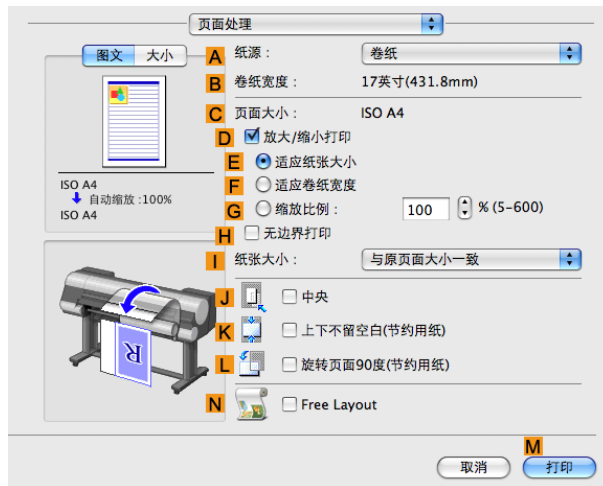 页面处理
图文 大小
A 纸源： 卷纸
B 卷纸宽度： 17英寸(431.8mm)
C 页面大小： ISO A4
D 放大/缩小打印
E 适应纸张大小
F 适应卷纸宽度
G 缩放比例： 100 % (5-600)
H 无边界打印
ISO A4
自动缩放:100%
ISO A4
I 纸张大小： 与原页面大小一致
J 中央
K 上下不留空白(节约用纸)
L 旋转页面90度(节约用纸)
R
N Free Layout
M
取消 打印